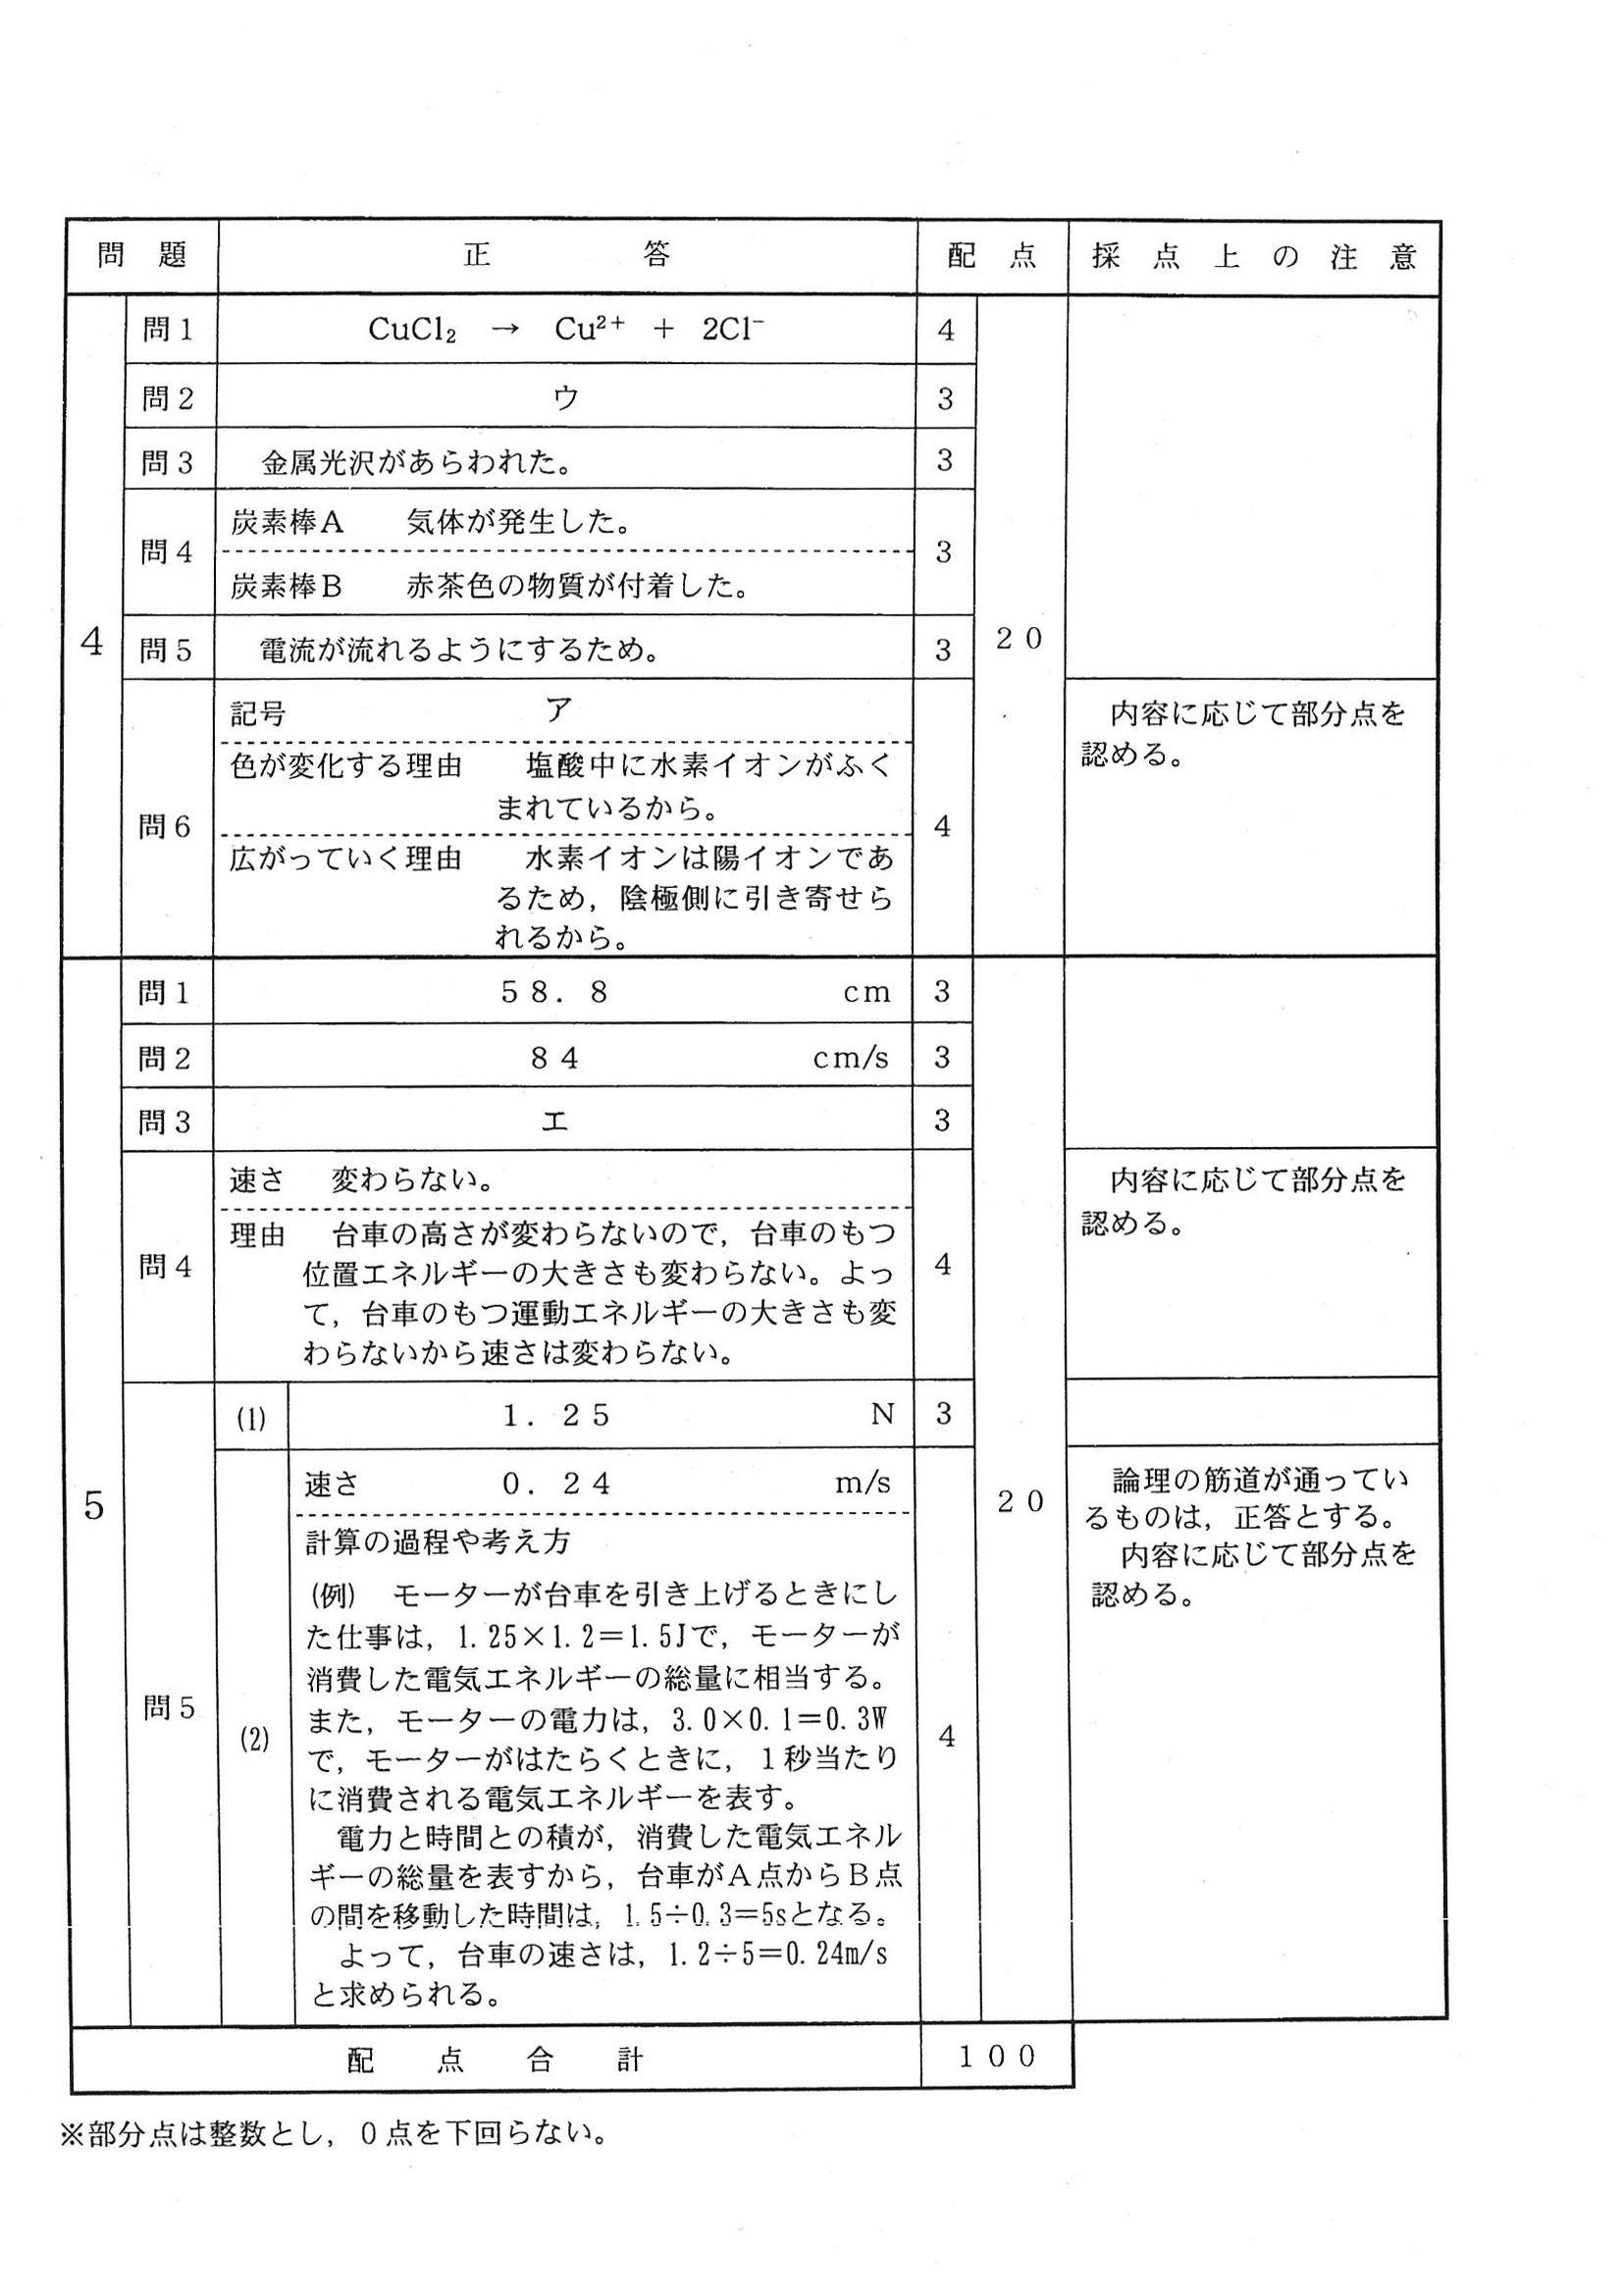 問題 正答 配点 採点上の注意
4
問1 CuCl₂ → Cu²⁺ + 2Cl⁻ 4
問2 ウ 3
問3 金属光沢があらわれた。 3
問4 炭素棒A 気体が発生した。 3
炭素棒B 赤茶色の物質が付着した。
問5 電流が流れるようにするため。 3
20
問6 記号 ア 4
色が変化する理由 塩酸中に水素イオンがふく
まれているから。
広がっていく理由 水素イオンは陽イオンであ
るため，陰極側に引き寄せら
れるから。
内容に応じて部分点を
認める。
5
問1 58.8 cm 3
問2 84 cm/s 3
問3 エ 3
問4 速さ 変わらない。 4
理由 台車の高さが変わらないので，台車のもつ
位置エネルギーの大きさも変わらない。よっ
て，台車のもつ運動エネルギーの大きさも変
わらないから速さは変わらない。
内容に応じて部分点を
認める。
問5 (1) 1.25 N 3
20
(2) 速さ 0.24 m/s 4
計算の過程や考え方
(例) モーターが台車を引き上げるときにし
た仕事は，1.25×1.2＝1.5Jで，モーターが
消費した電気エネルギーの総量に相当する。
また，モーターの電力は，3.0×0.1＝0.3W
で，モーターがはたらくときに，1秒当たり
に消費される電気エネルギーを表す。
電力と時間との積が，消費した電気エネル
ギーの総量を表すから，台車がA点からB点
の間を移動した時間は，1.5÷0.3＝5sとなる。
よって，台車の速さは，1.2÷5＝0.24m/s
と求められる。
論理の筋道が通ってい
るものは，正答とする。
内容に応じて部分点を
認める。
配点合計 100
※部分点は整数とし，0点を下回らない。